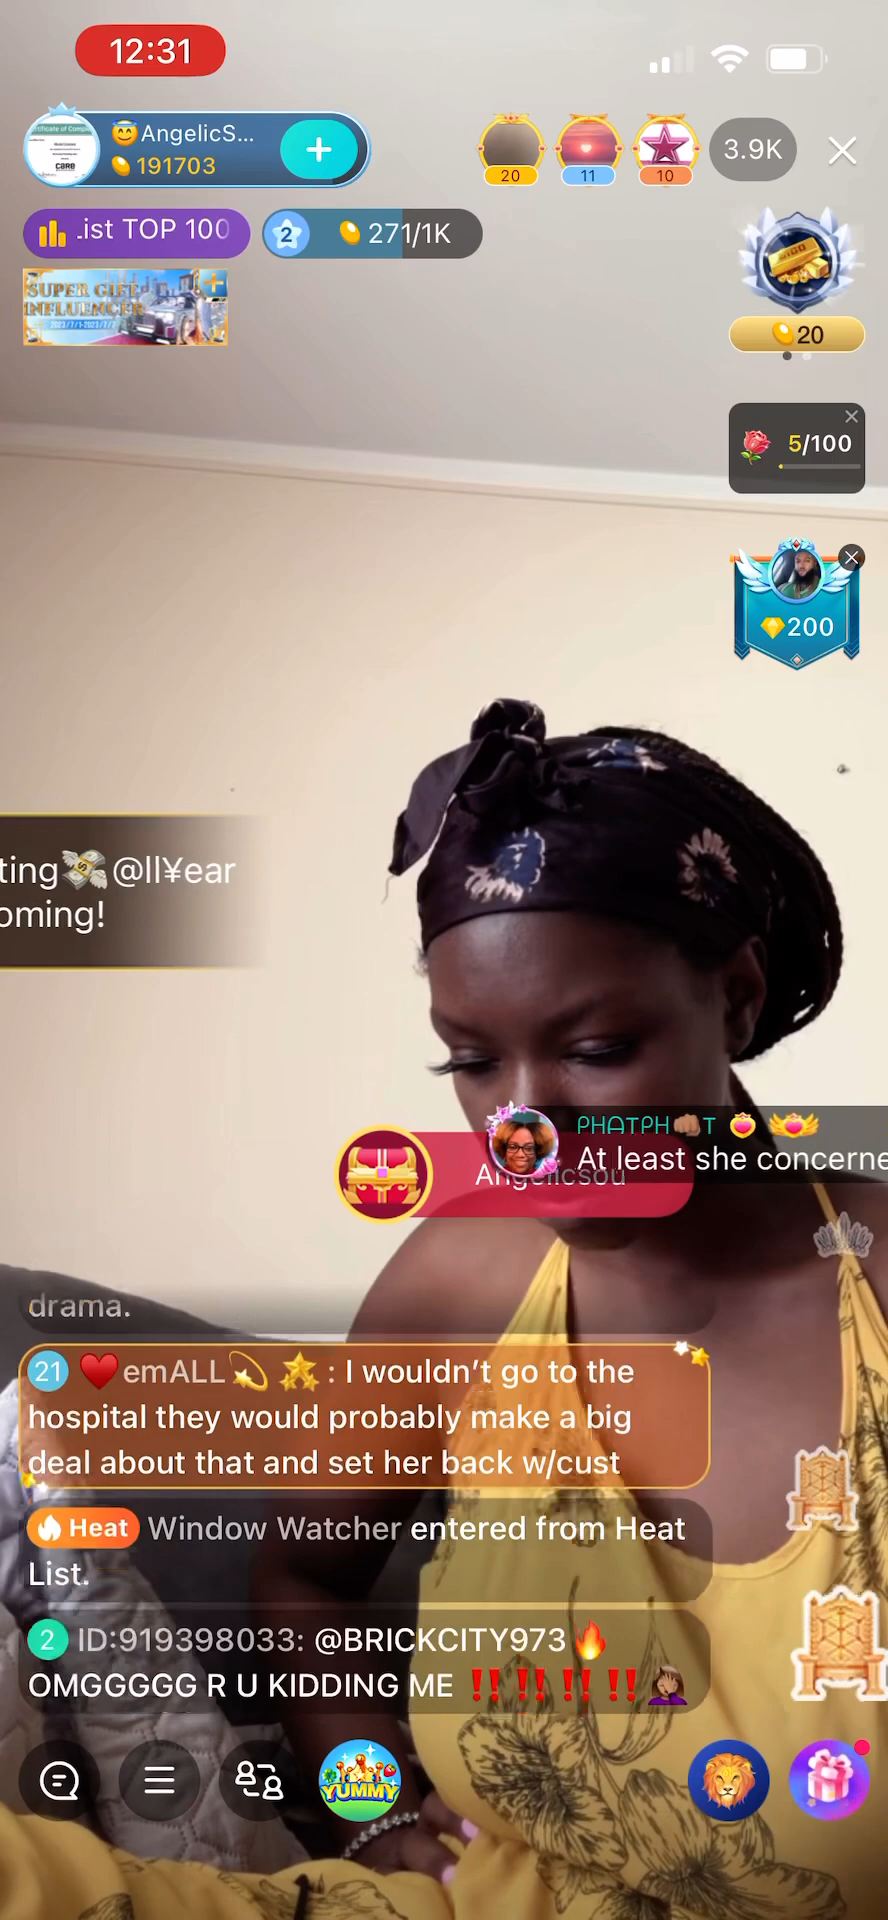 12:31
AngelicS...
191703
20
11
10
3.9K
ist TOP 100
2
271/1K
SUPER GIFT
INFLUENCER
20
5/100
200
ting💸@ll¥ear
oming!
PHATPH👊🏽T
At least she concerne
Angelicsou
drama.
21 ❤️emALL💫 🌟 : I wouldn't go to the
hospital they would probably make a big
deal about that and set her back w/cust
Heat Window Watcher entered from Heat
List.
2 ID:919398033: @BRICKCITY973🔥
OMGGGGG R U KIDDING ME ‼️‼️‼️‼️🤦🏽‍♀️
YUMMY